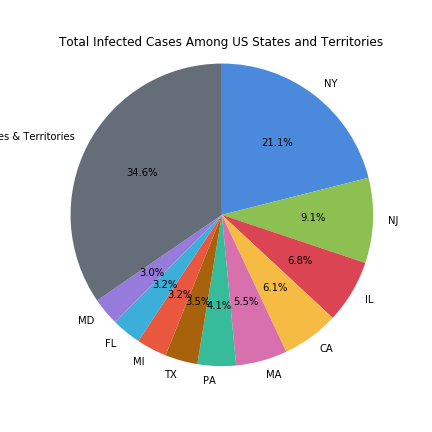 Total Infected Cases Among US States and Territories
NY
21.1%
NJ
9.1%
IL
6.8%
CA
6.1%
MA
5.5%
PA
4.1%
TX
3.5%
MI
3.2%
FL
3.2%
MD
3.0%
& Territories
34.6%